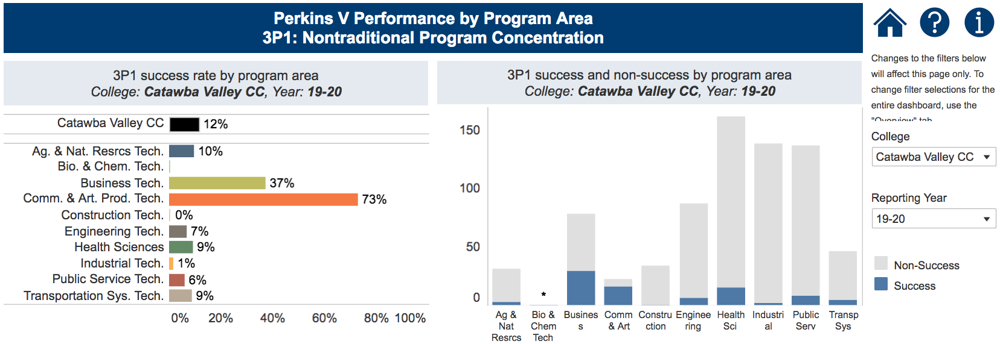 Perkins V Performance by Program Area
3P1: Nontraditional Program Concentration
3P1 success rate by program area
College: Catawba Valley CC, Year: 19-20
Catawba Valley CC 12%
Ag. & Nat. Resrcs Tech. 10%
Bio. & Chem. Tech.
Business Tech. 37%
Comm. & Art. Prod. Tech. 73%
Construction Tech. 0%
Engineering Tech. 7%
Health Sciences 9%
Industrial Tech. 1%
Public Service Tech. 6%
Transportation Sys. Tech. 9%
0% 20% 40% 60% 80% 100%
3P1 success and non-success by program area
College: Catawba Valley CC, Year: 19-20
150
100
50
0
*
Ag & Bio & Busines Comm Constru Enginee Health Industri Public Transp
Nat Chem s & Art ction ring Sci al Serv Sys
Resrcs Tech
?
i
Changes to the filters below
will affect this page only. To
change filter selections for the
entire dashboard, use the
"Overview" tab
College
Catawba Valley CC
Reporting Year
19-20
Non-Success
Success